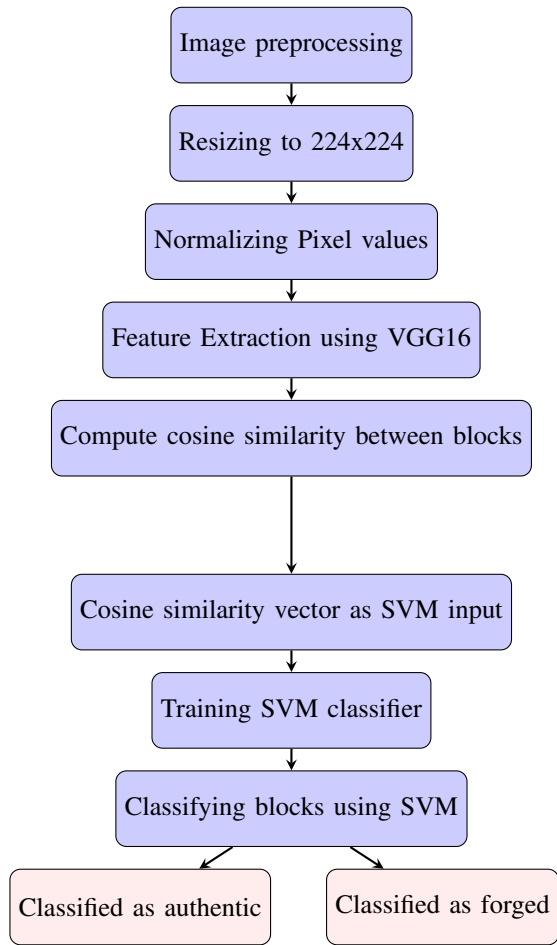 Image preprocessing
Resizing to 224x224
Normalizing Pixel values
Feature Extraction using VGG16
Compute cosine similarity between blocks
Cosine similarity vector as SVM input
Training SVM classifier
Classifying blocks using SVM
Classified as authentic
Classified as forged